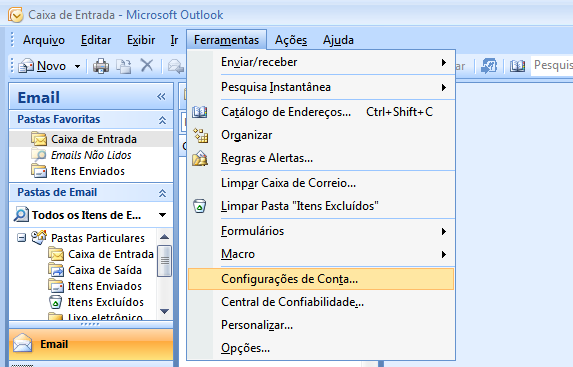 Caixa de Entrada - Microsoft Outlook
Arquivo Editar Exibir Ir Ferramentas Ações Ajuda
Novo
Pesquis
Email
Pastas Favoritas
Caixa de Entrada
Emails Não Lidos
Itens Enviados
Pastas de Email
Todos os Itens de E...
Pastas Particulares
Caixa de Entrada
Caixa de Saída
Itens Enviados
Itens Excluídos
Lixo eletrônico
Email
Enviar/receber
Pesquisa Instantânea
Catálogo de Endereços... Ctrl+Shift+C
Organizar
Regras e Alertas...
Limpar Caixa de Correio...
Limpar Pasta "Itens Excluídos"
Formulários
Macro
Configurações de Conta...
Central de Confiabilidade...
Personalizar...
Opções...